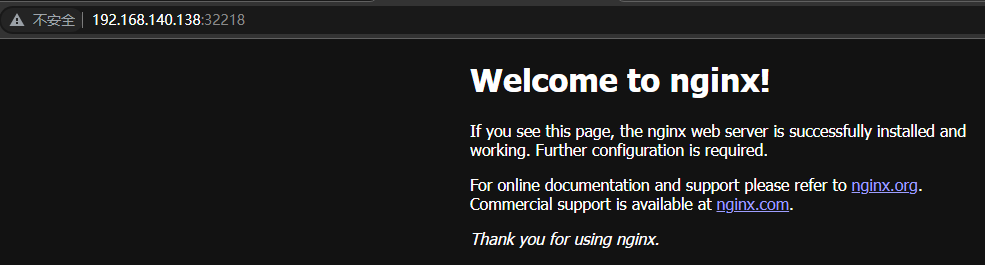 不安全 192.168.140.138:32218
Welcome to nginx!
If you see this page, the nginx web server is successfully installed and
working. Further configuration is required.
For online documentation and support please refer to nginx.org.
Commercial support is available at nginx.com.
Thank you for using nginx.